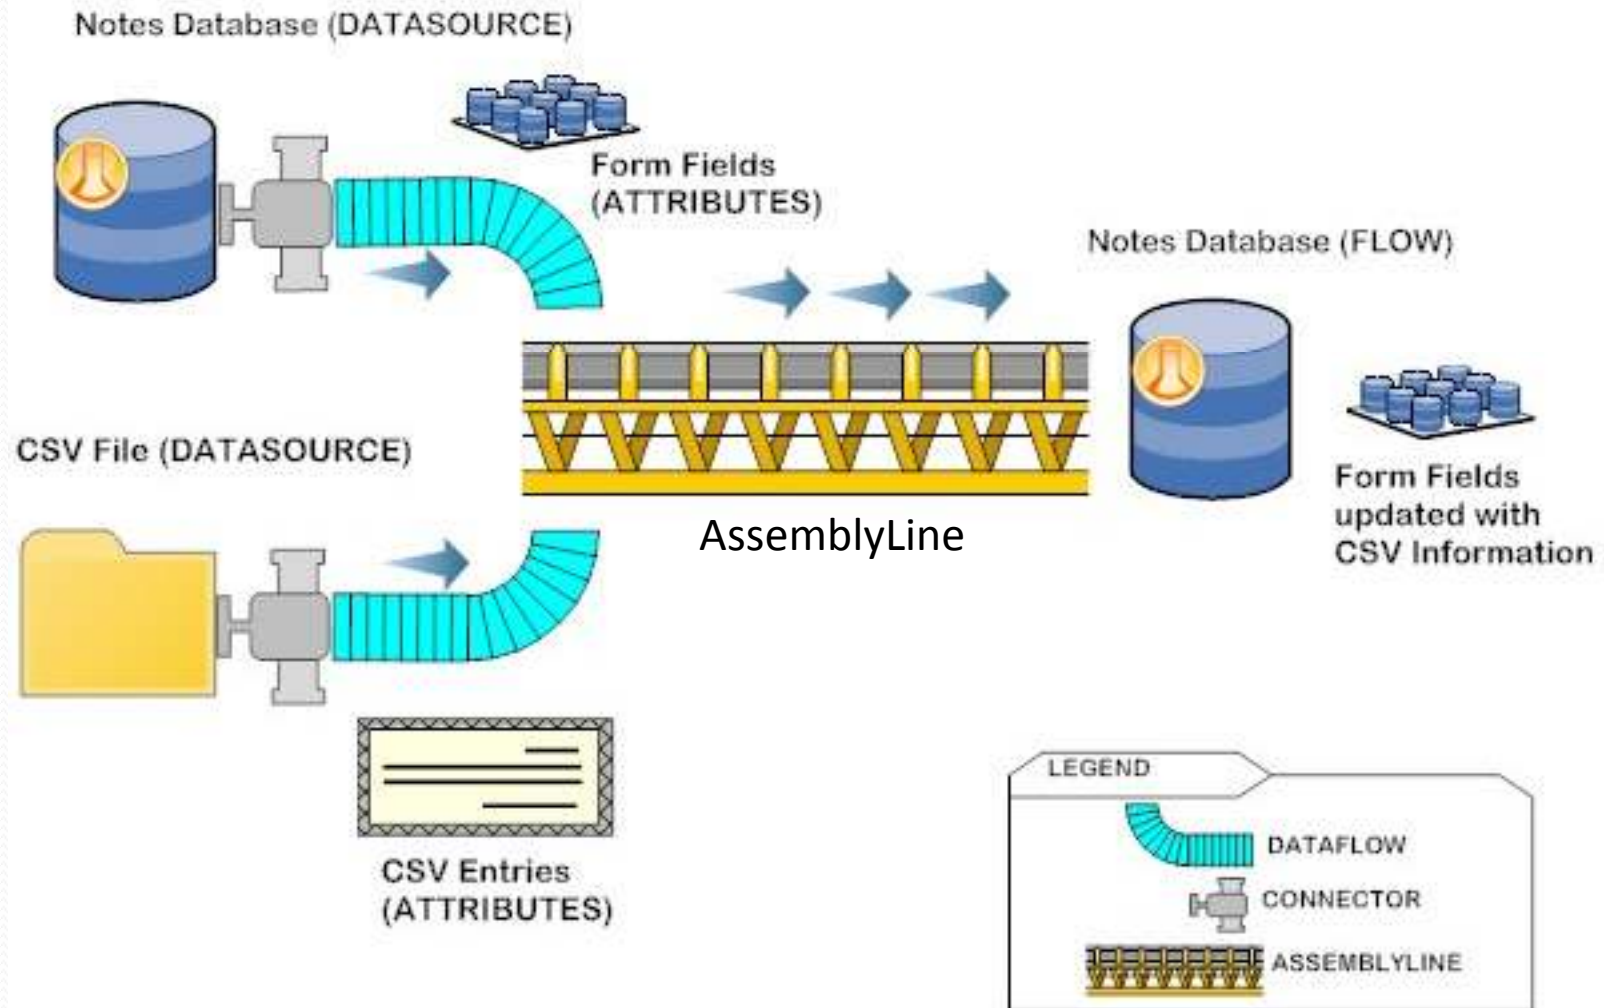 Notes Database (DATASOURCE)
Form Fields
(ATTRIBUTES)
Notes Database (FLOW)
CSV File (DATASOURCE)
AssemblyLine
Form Fields
updated with
CSV Information
CSV Entries
(ATTRIBUTES)
LEGEND
DATAFLOW
CONNECTOR
ASSEMBLYLINE